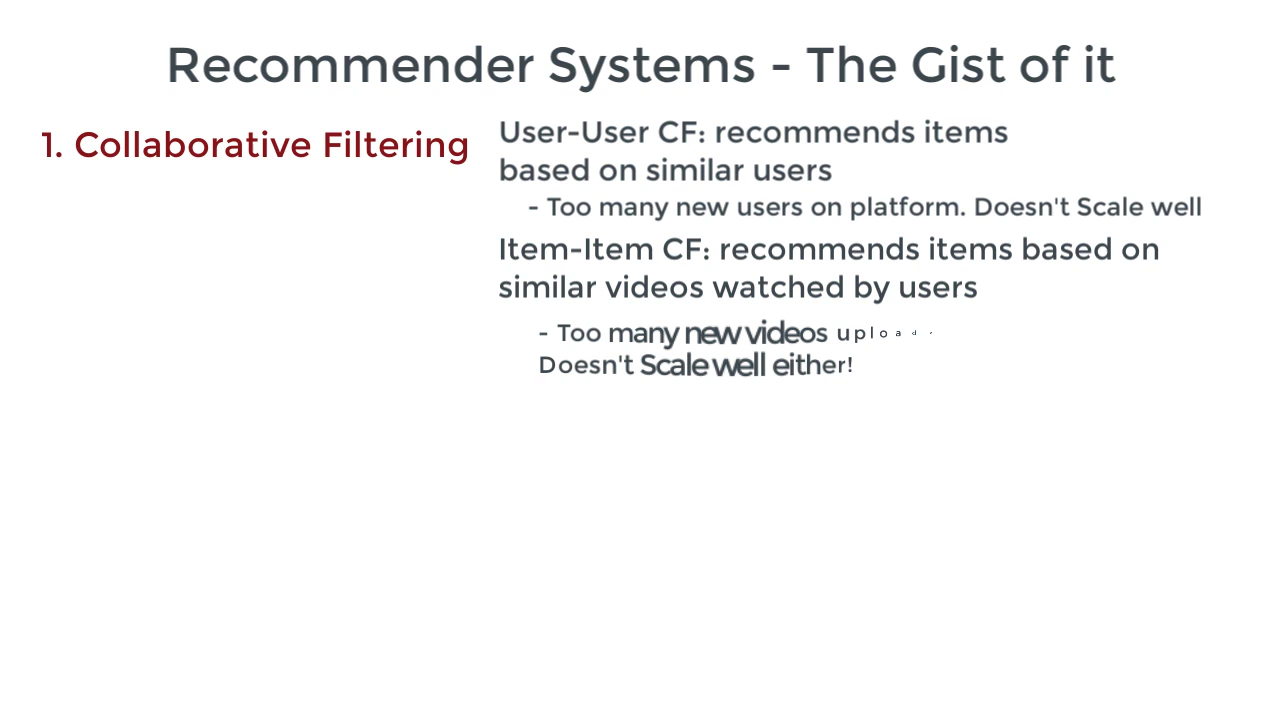 Recommender Systems - The Gist of it
1. Collaborative Filtering
User-User CF: recommends items
based on similar users
- Too many new users on platform. Doesn't Scale well
Item-Item CF: recommends items based on
similar videos watched by users
- Too many new videos
Doesn't Scale well either!